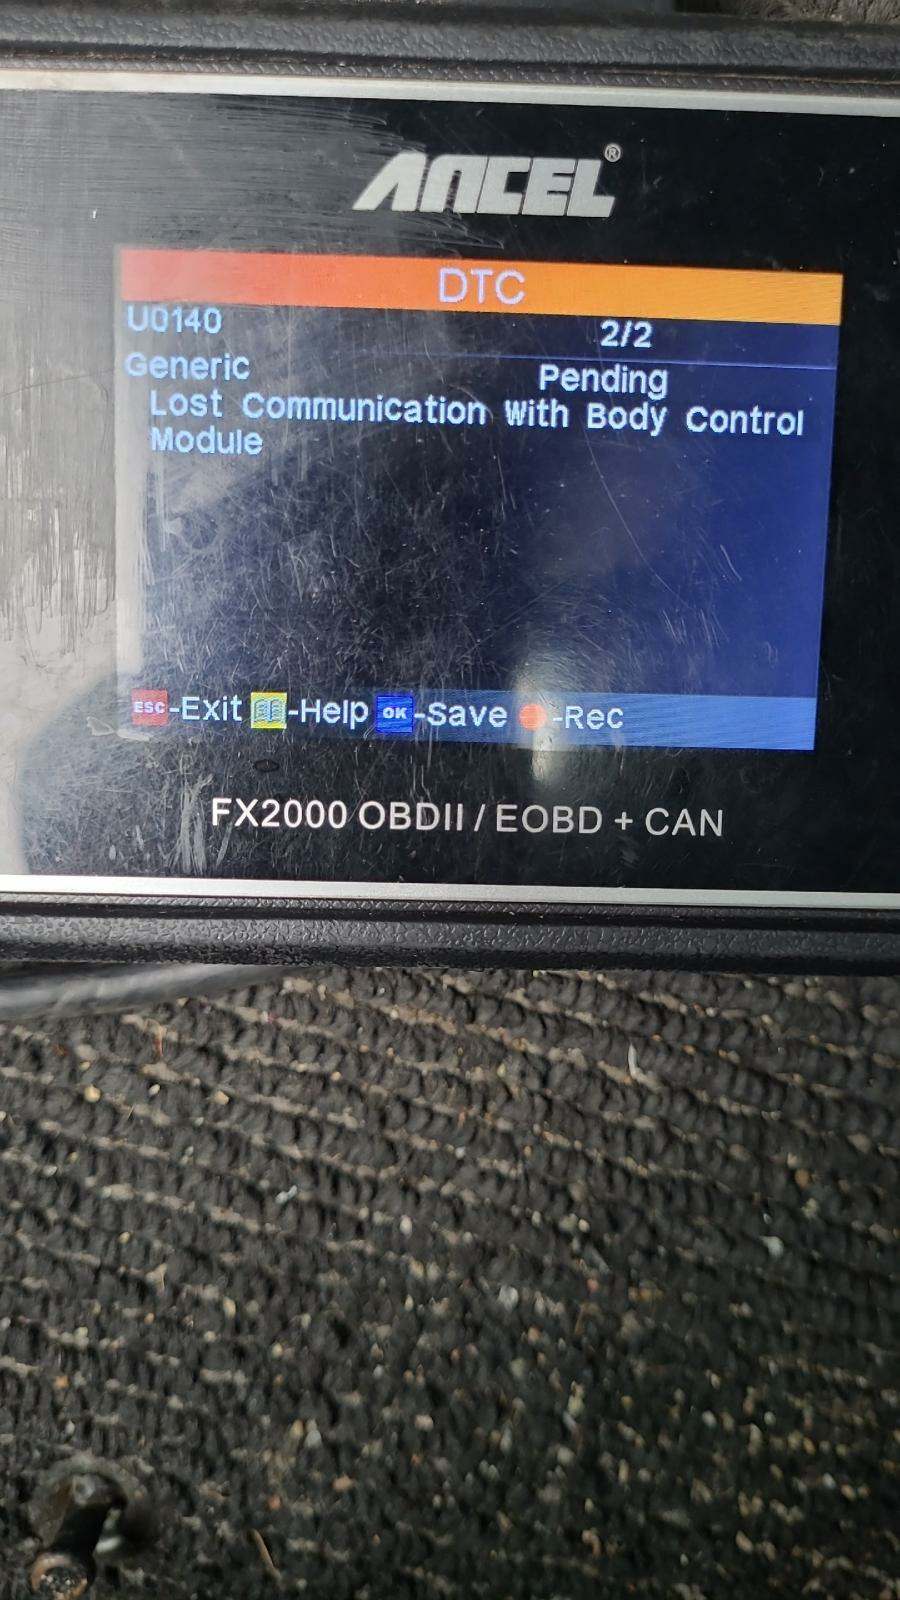 ANCEL®
DTC
U0140 2/2
Generic Pending
Lost Communication With Body Control
Module
ESC-Exit -Help OK-Save -Rec
FX2000 OBDII / EOBD + CAN